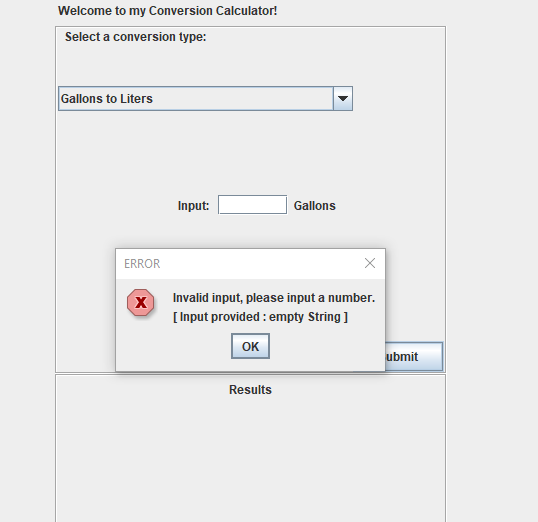 Welcome to my Conversion Calculator!
Select a conversion type:
Gallons to Liters
Input: Gallons
ERROR
Invalid input, please input a number.
[ Input provided : empty String ]
OK
ubmit
Results